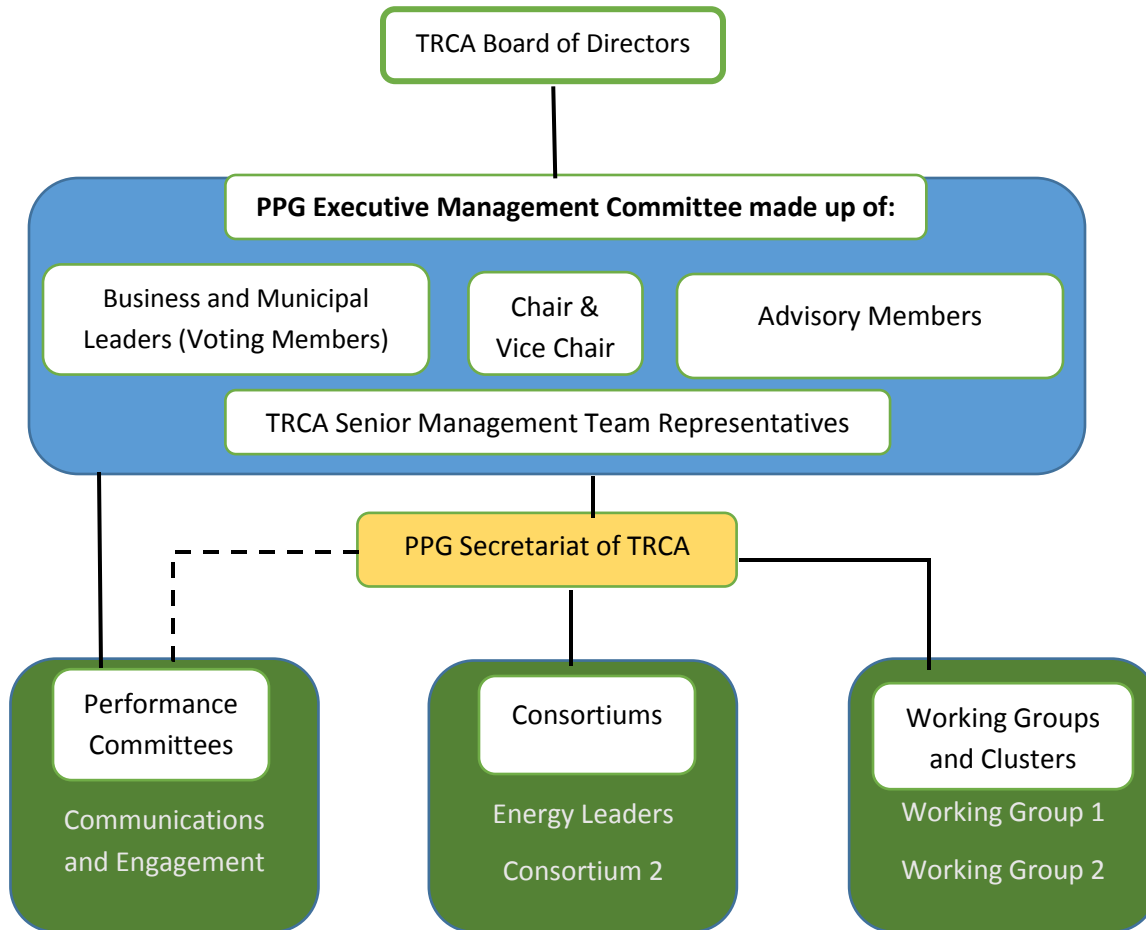 TRCA Board of Directors
PPG Executive Management Committee made up of:
Business and Municipal
Leaders (Voting Members)
Chair &
Vice Chair
Advisory Members
TRCA Senior Management Team Representatives
PPG Secretariat of TRCA
Performance
Committees
Communications
and Engagement
Consortiums
Energy Leaders
Consortium 2
Working Groups
and Clusters
Working Group 1
Working Group 2